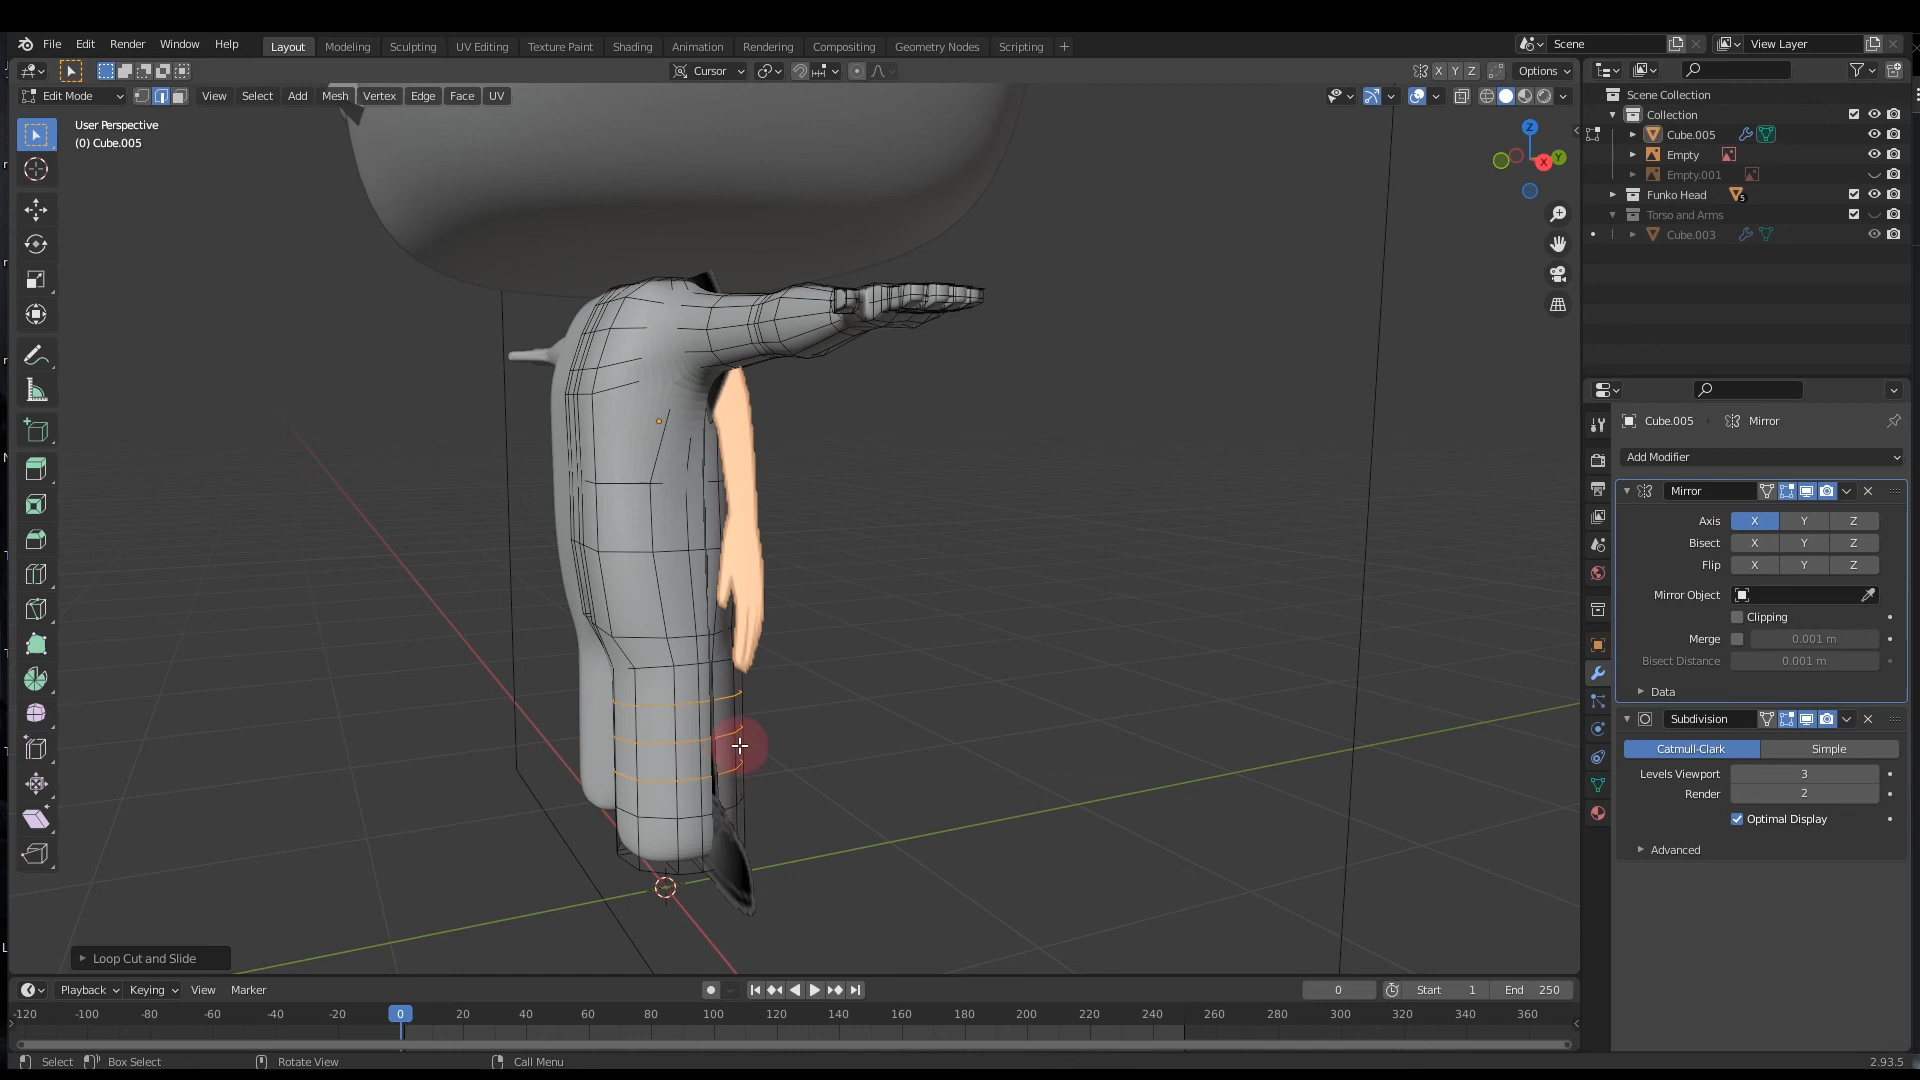 File Edit Render Window Help Layout Modeling Sculpting UV Editing Texture Paint Shading Animation Rendering Compositing Geometry Nodes Scripting + Scene View Layer
Cursor X Y Z Options
Edit Mode View Select Add Mesh Vertex Edge Face UV
User Perspective
(0) Cube.005
Z
Y
X
Loop Cut and Slide
Scene Collection
Collection
Cube.005
Empty
Empty.001
Funko Head 5
Torso and Arms
Cube.003
Cube.005 Mirror
Add Modifier
Mirror
Axis X Y Z
Bisect X Y Z
Flip X Y Z
Mirror Object
Clipping
Merge 0.001 m
Bisect Distance 0.001 m
Data
Subdivision
Catmull-Clark Simple
Levels Viewport 3
Render 2
Optimal Display
Advanced
Playback Keying View Marker 0 Start 1 End 250
-120 -100 -80 -60 -40 -20 0 20 40 60 80 100 120 140 160 180 200 220 240 260 280 300 320 340 360
Select Box Select Rotate View Call Menu 2.93.5